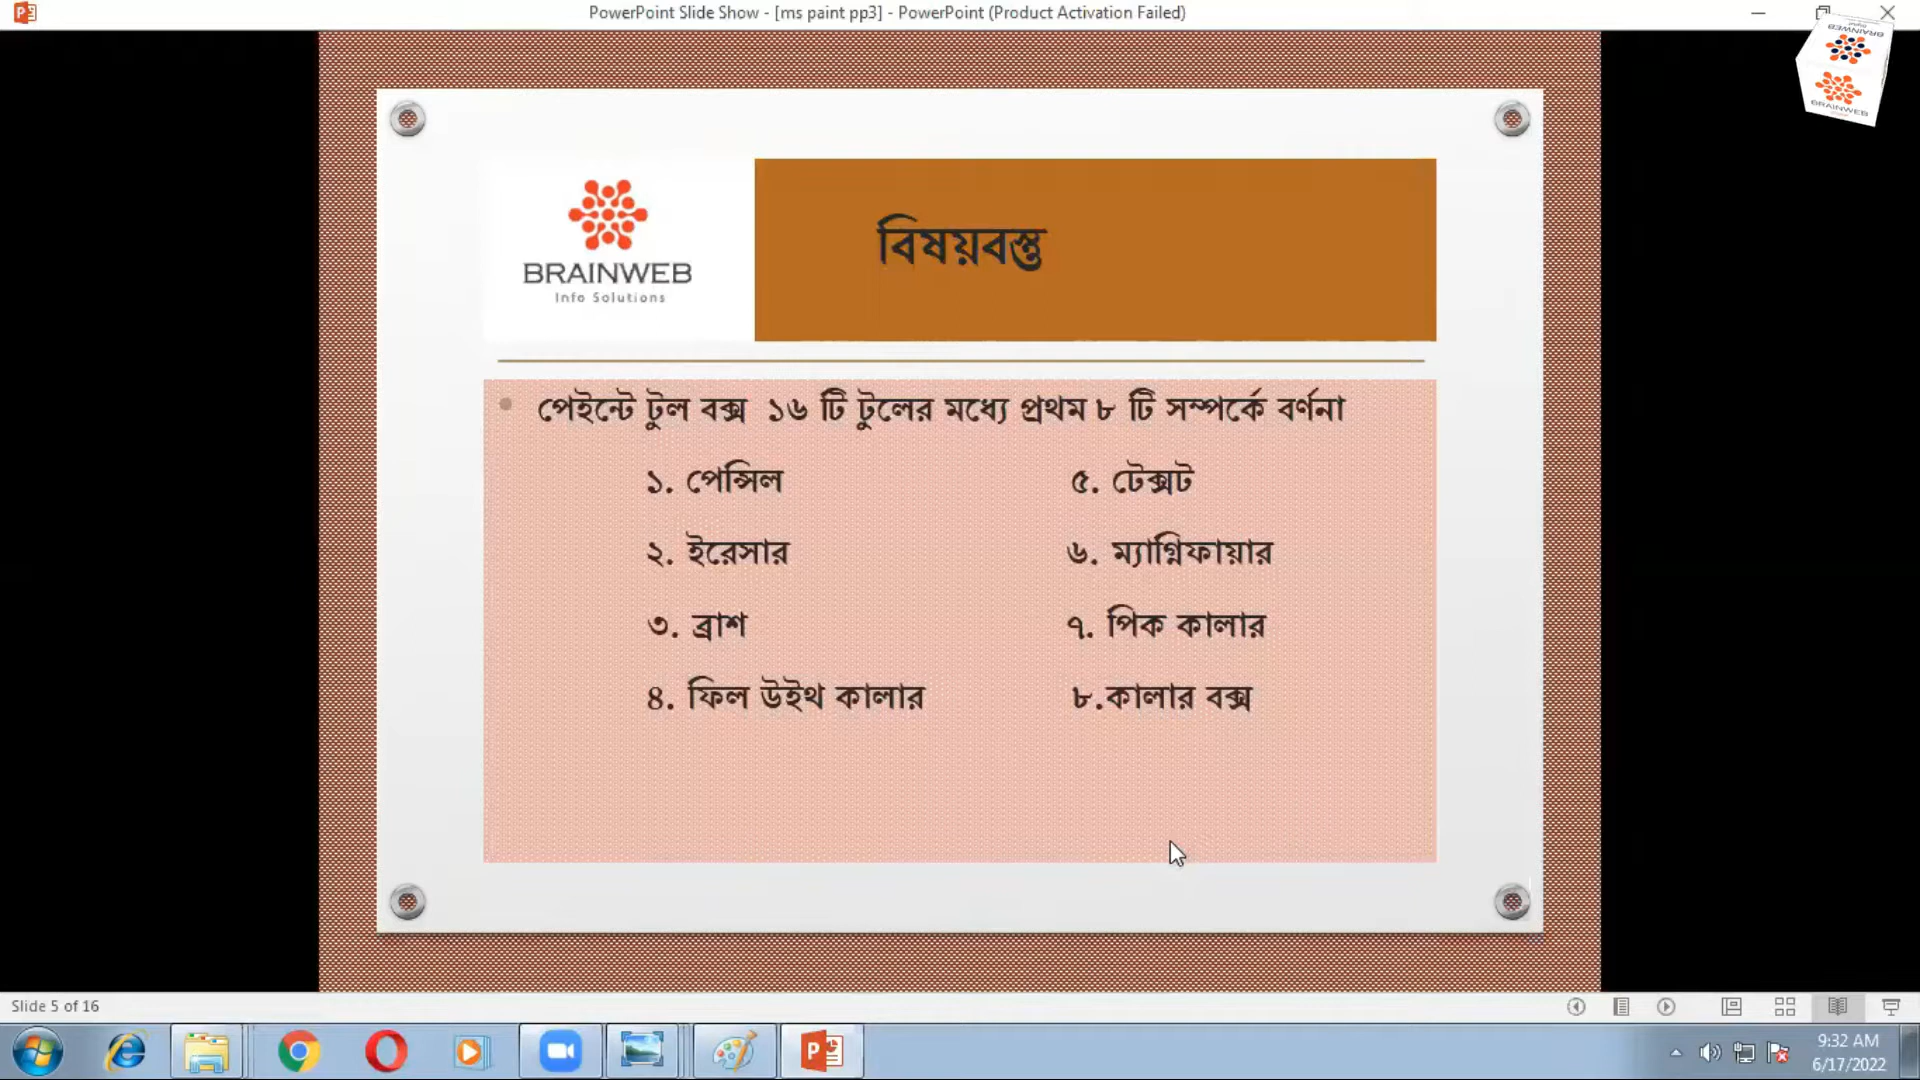 PowerPoint Slide Show - [ms paint pp3] - PowerPoint (Product Activation Failed)
BRAINWEB
BRAINWEB
BRAINWEB
Info Solutions
বিষয়বস্তু
পেইন্টে টুল বক্স ১৬ টি টুলের মধ্যে প্রথম ৮ টি সম্পর্কে বর্ণনা
১. পেন্সিল
৫. টেক্সট
২. ইরেসার
৬. ম্যাগ্নিফায়ার
৩. ব্রাশ
৭. পিক কালার
৪. ফিল উইথ কালার
৮.কালার বক্স
Slide 5 of 16
9:32 AM
6/17/2022